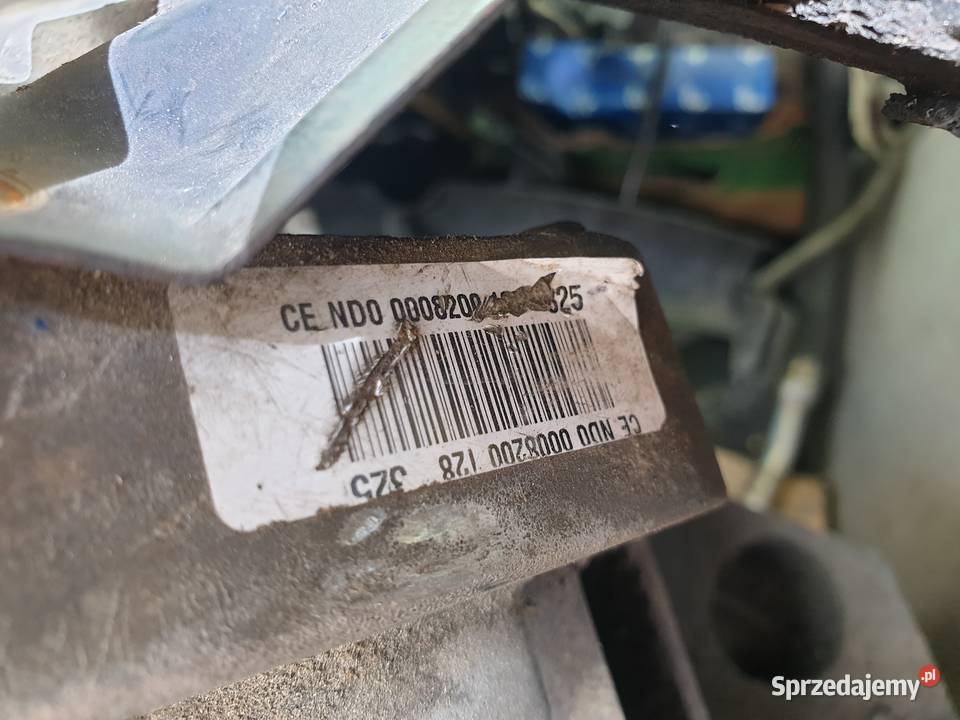 CE NDO 0008200 325
CE NDO 0008200 128 325
Sprzedajemy.pl